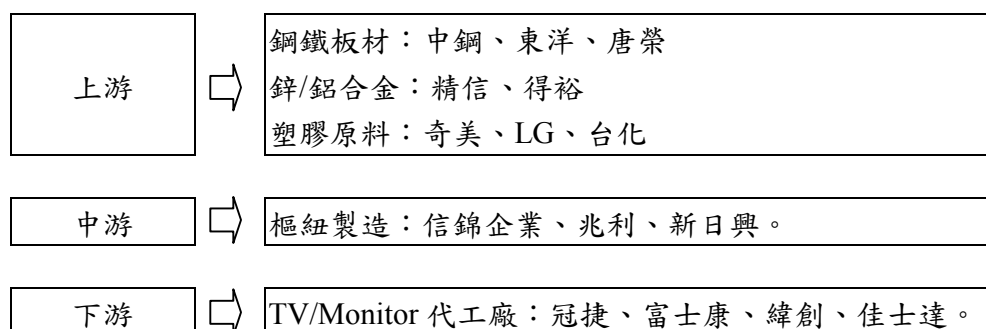 上游
鋼鐵板材：中鋼、東洋、唐榮
鋅/鋁合金：精信、得裕
塑膠原料：奇美、LG、台化
中游
樞紐製造：信錦企業、兆利、新日興。
下游
TV/Monitor 代工廠：冠捷、富士康、緯創、佳士達。